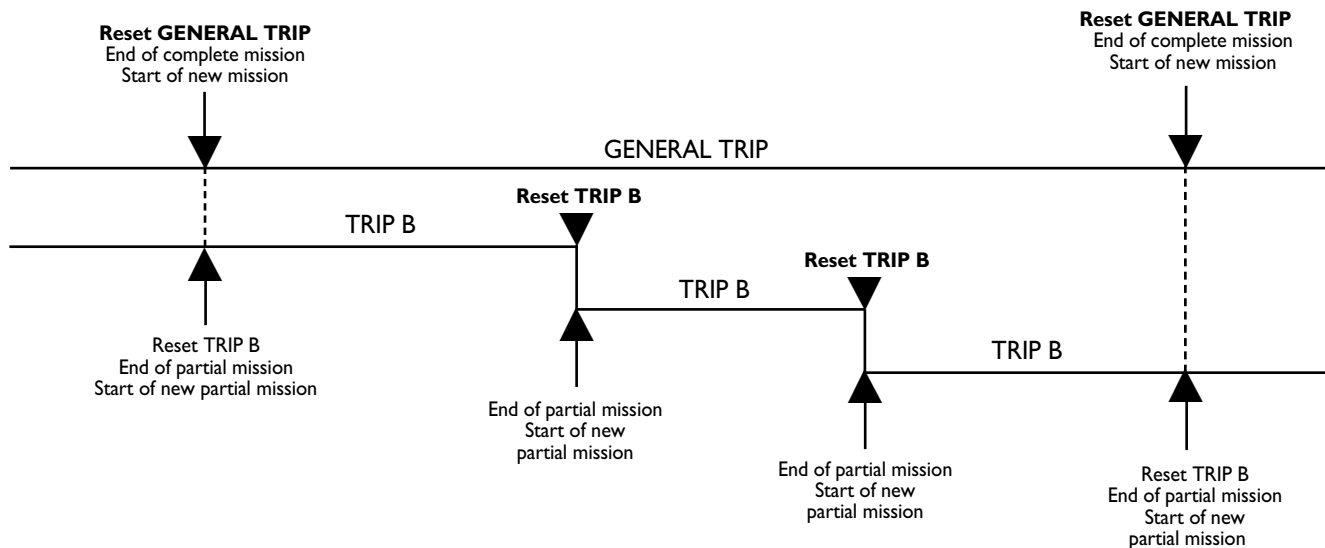 Reset GENERAL TRIP
End of complete mission
Start of new mission
Reset GENERAL TRIP
End of complete mission
Start of new mission
GENERAL TRIP
Reset TRIP B
TRIP B
Reset TRIP B
TRIP B
TRIP B
Reset TRIP B
End of partial mission
Start of new partial mission
End of partial mission
Start of new
partial mission
End of partial mission
Start of new
partial mission
Reset TRIP B
End of partial mission
Start of new
partial mission